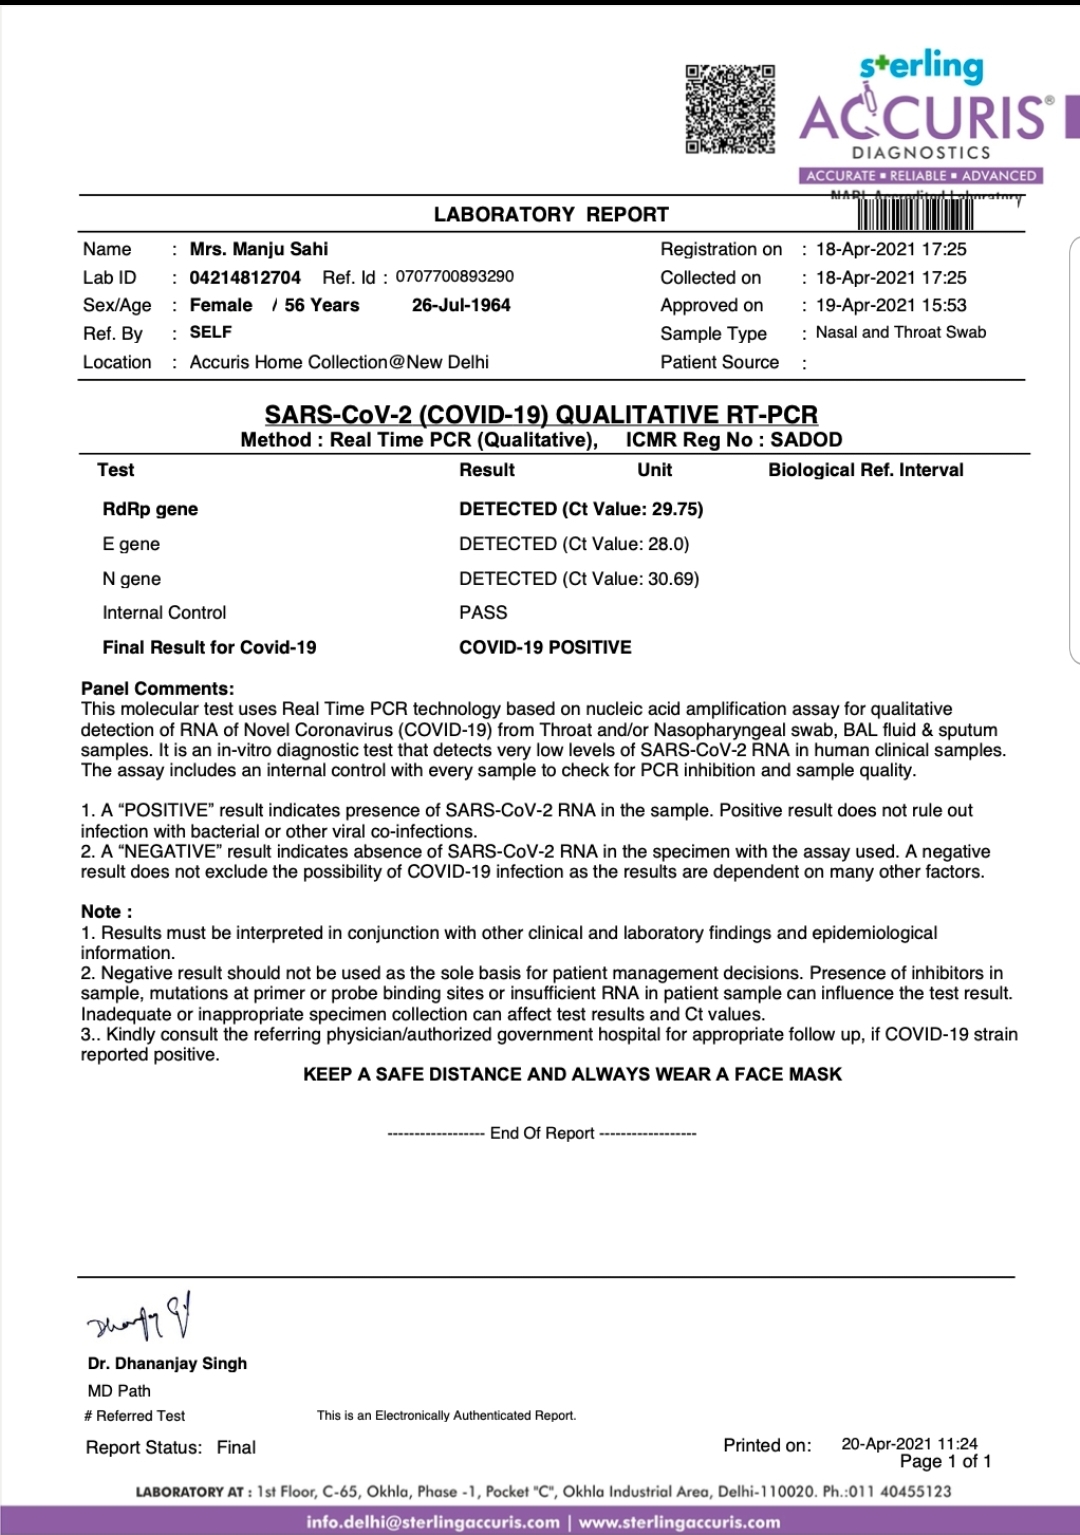 sterling
ACCURIS®
DIAGNOSTICS
ACCURATE ▪ RELIABLE ▪ ADVANCED
NABL Accredited Laboratory
LABORATORY REPORT
Name : Mrs. Manju Sahi Registration on : 18-Apr-2021 17:25
Lab ID : 04214812704 Ref. Id : 0707700893290 Collected on : 18-Apr-2021 17:25
Sex/Age : Female / 56 Years 26-Jul-1964 Approved on : 19-Apr-2021 15:53
Ref. By : SELF Sample Type : Nasal and Throat Swab
Location : Accuris Home Collection@New Delhi Patient Source :
SARS-CoV-2 (COVID-19) QUALITATIVE RT-PCR
Method : Real Time PCR (Qualitative), ICMR Reg No : SADOD
Test Result Unit Biological Ref. Interval
RdRp gene DETECTED (Ct Value: 29.75)
E gene DETECTED (Ct Value: 28.0)
N gene DETECTED (Ct Value: 30.69)
Internal Control PASS
Final Result for Covid-19 COVID-19 POSITIVE
Panel Comments:
This molecular test uses Real Time PCR technology based on nucleic acid amplification assay for qualitative
detection of RNA of Novel Coronavirus (COVID-19) from Throat and/or Nasopharyngeal swab, BAL fluid & sputum
samples. It is an in-vitro diagnostic test that detects very low levels of SARS-CoV-2 RNA in human clinical samples.
The assay includes an internal control with every sample to check for PCR inhibition and sample quality.
1. A “POSITIVE” result indicates presence of SARS-CoV-2 RNA in the sample. Positive result does not rule out
infection with bacterial or other viral co-infections.
2. A “NEGATIVE” result indicates absence of SARS-CoV-2 RNA in the specimen with the assay used. A negative
result does not exclude the possibility of COVID-19 infection as the results are dependent on many other factors.
Note :
1. Results must be interpreted in conjunction with other clinical and laboratory findings and epidemiological
information.
2. Negative result should not be used as the sole basis for patient management decisions. Presence of inhibitors in
sample, mutations at primer or probe binding sites or insufficient RNA in patient sample can influence the test result.
Inadequate or inappropriate specimen collection can affect test results and Ct values.
3.. Kindly consult the referring physician/authorized government hospital for appropriate follow up, if COVID-19 strain
reported positive.
KEEP A SAFE DISTANCE AND ALWAYS WEAR A FACE MASK
------------------ End Of Report ------------------
Dr. Dhananjay Singh
MD Path
# Referred Test This is an Electronically Authenticated Report.
Report Status: Final Printed on: 20-Apr-2021 11:24
Page 1 of 1
LABORATORY AT : 1st Floor, C-65, Okhla, Phase -1, Pocket "C", Okhla Industrial Area, Delhi-110020. Ph.:011 40455123
info.delhi@sterlingaccuris.com | www.sterlingaccuris.com